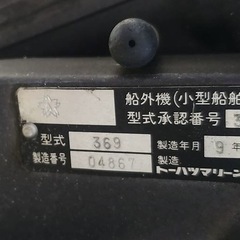 船外機(小型船舶
型式承認番号
型式 369 製造年月 9年
製造番号 04867 製造
トーハツマリーン